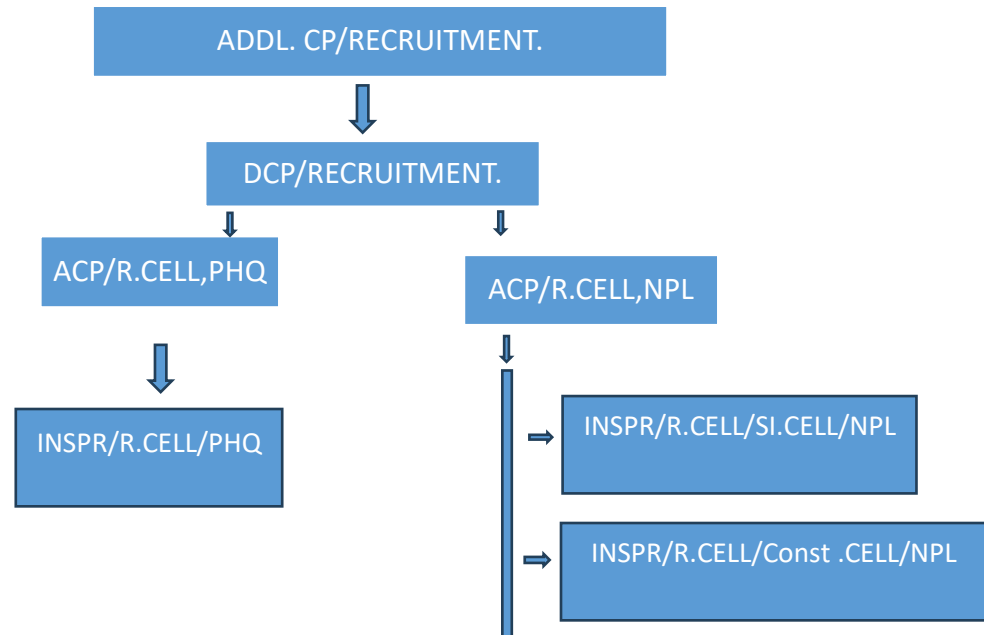 ADDL. CP/RECRUITMENT.
DCP/RECRUITMENT.
ACP/R.CELL,PHQ
ACP/R.CELL,NPL
INSPR/R.CELL/PHQ
INSPR/R.CELL/SI.CELL/NPL
INSPR/R.CELL/Const .CELL/NPL